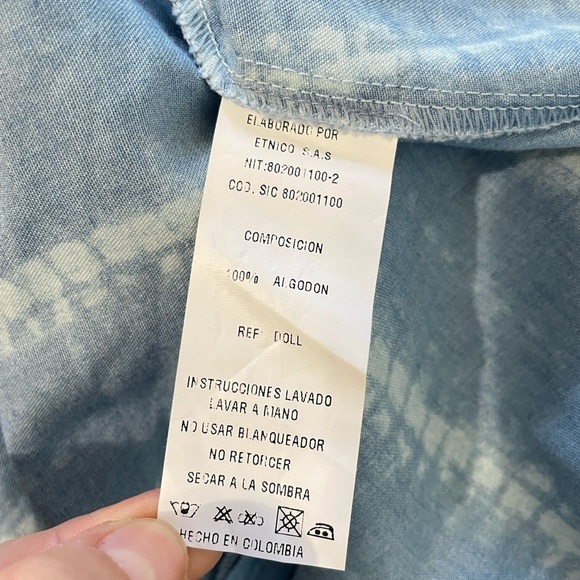 ELABORADO POR
ETNICO S.A.S
NIT:802001100-2
COD. SIC 802001100
COMPOSICION
100% ALGODON
REF: DOLL
INSTRUCCIONES LAVADO
LAVAR A MANO
NO USAR BLANQUEADOR
NO RETORCER
SECAR A LA SOMBRA
HECHO EN COLOMBIA